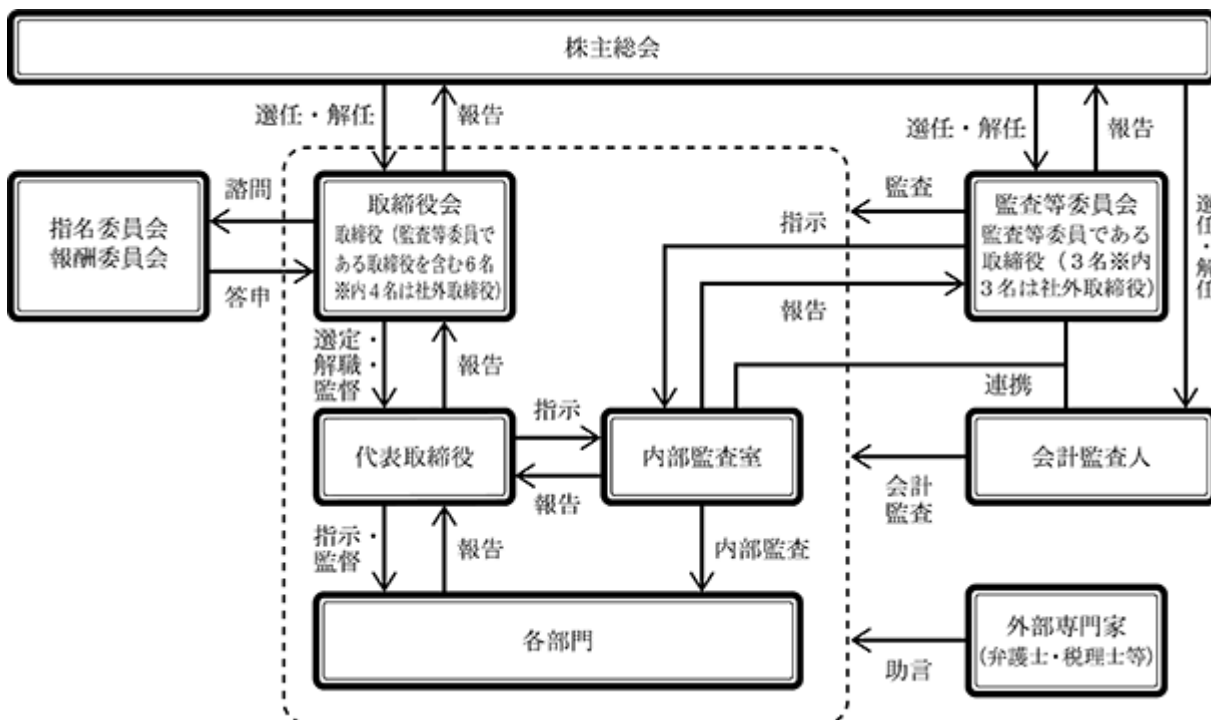 株主総会
選任・解任
報告
選任・解任
報告
選任・解任
指名委員会
報酬委員会
諮問
答申
取締役会
取締役(監査等委員で
ある取締役を含む6名
※内4名は社外取締役)
監査
指示
報告
監査等委員会
監査等委員である
取締役(3名※内
3名は社外取締役)
選定・
解職・
監督
報告
連携
代表取締役
指示
報告
内部監査室
会計
監査
会計監査人
指示・
監督
報告
内部監査
各部門
助言
外部専門家
(弁護士・税理士等)